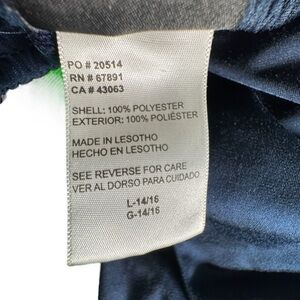 PO # 20514
RN # 67891
CA # 43063
SHELL: 100% POLYESTER
EXTERIOR: 100% POLIÉSTER
MADE IN LESOTHO
HECHO EN LESOTHO
SEE REVERSE FOR CARE
VER AL DORSO PARA CUIDADO
L-14/16
G-14/16